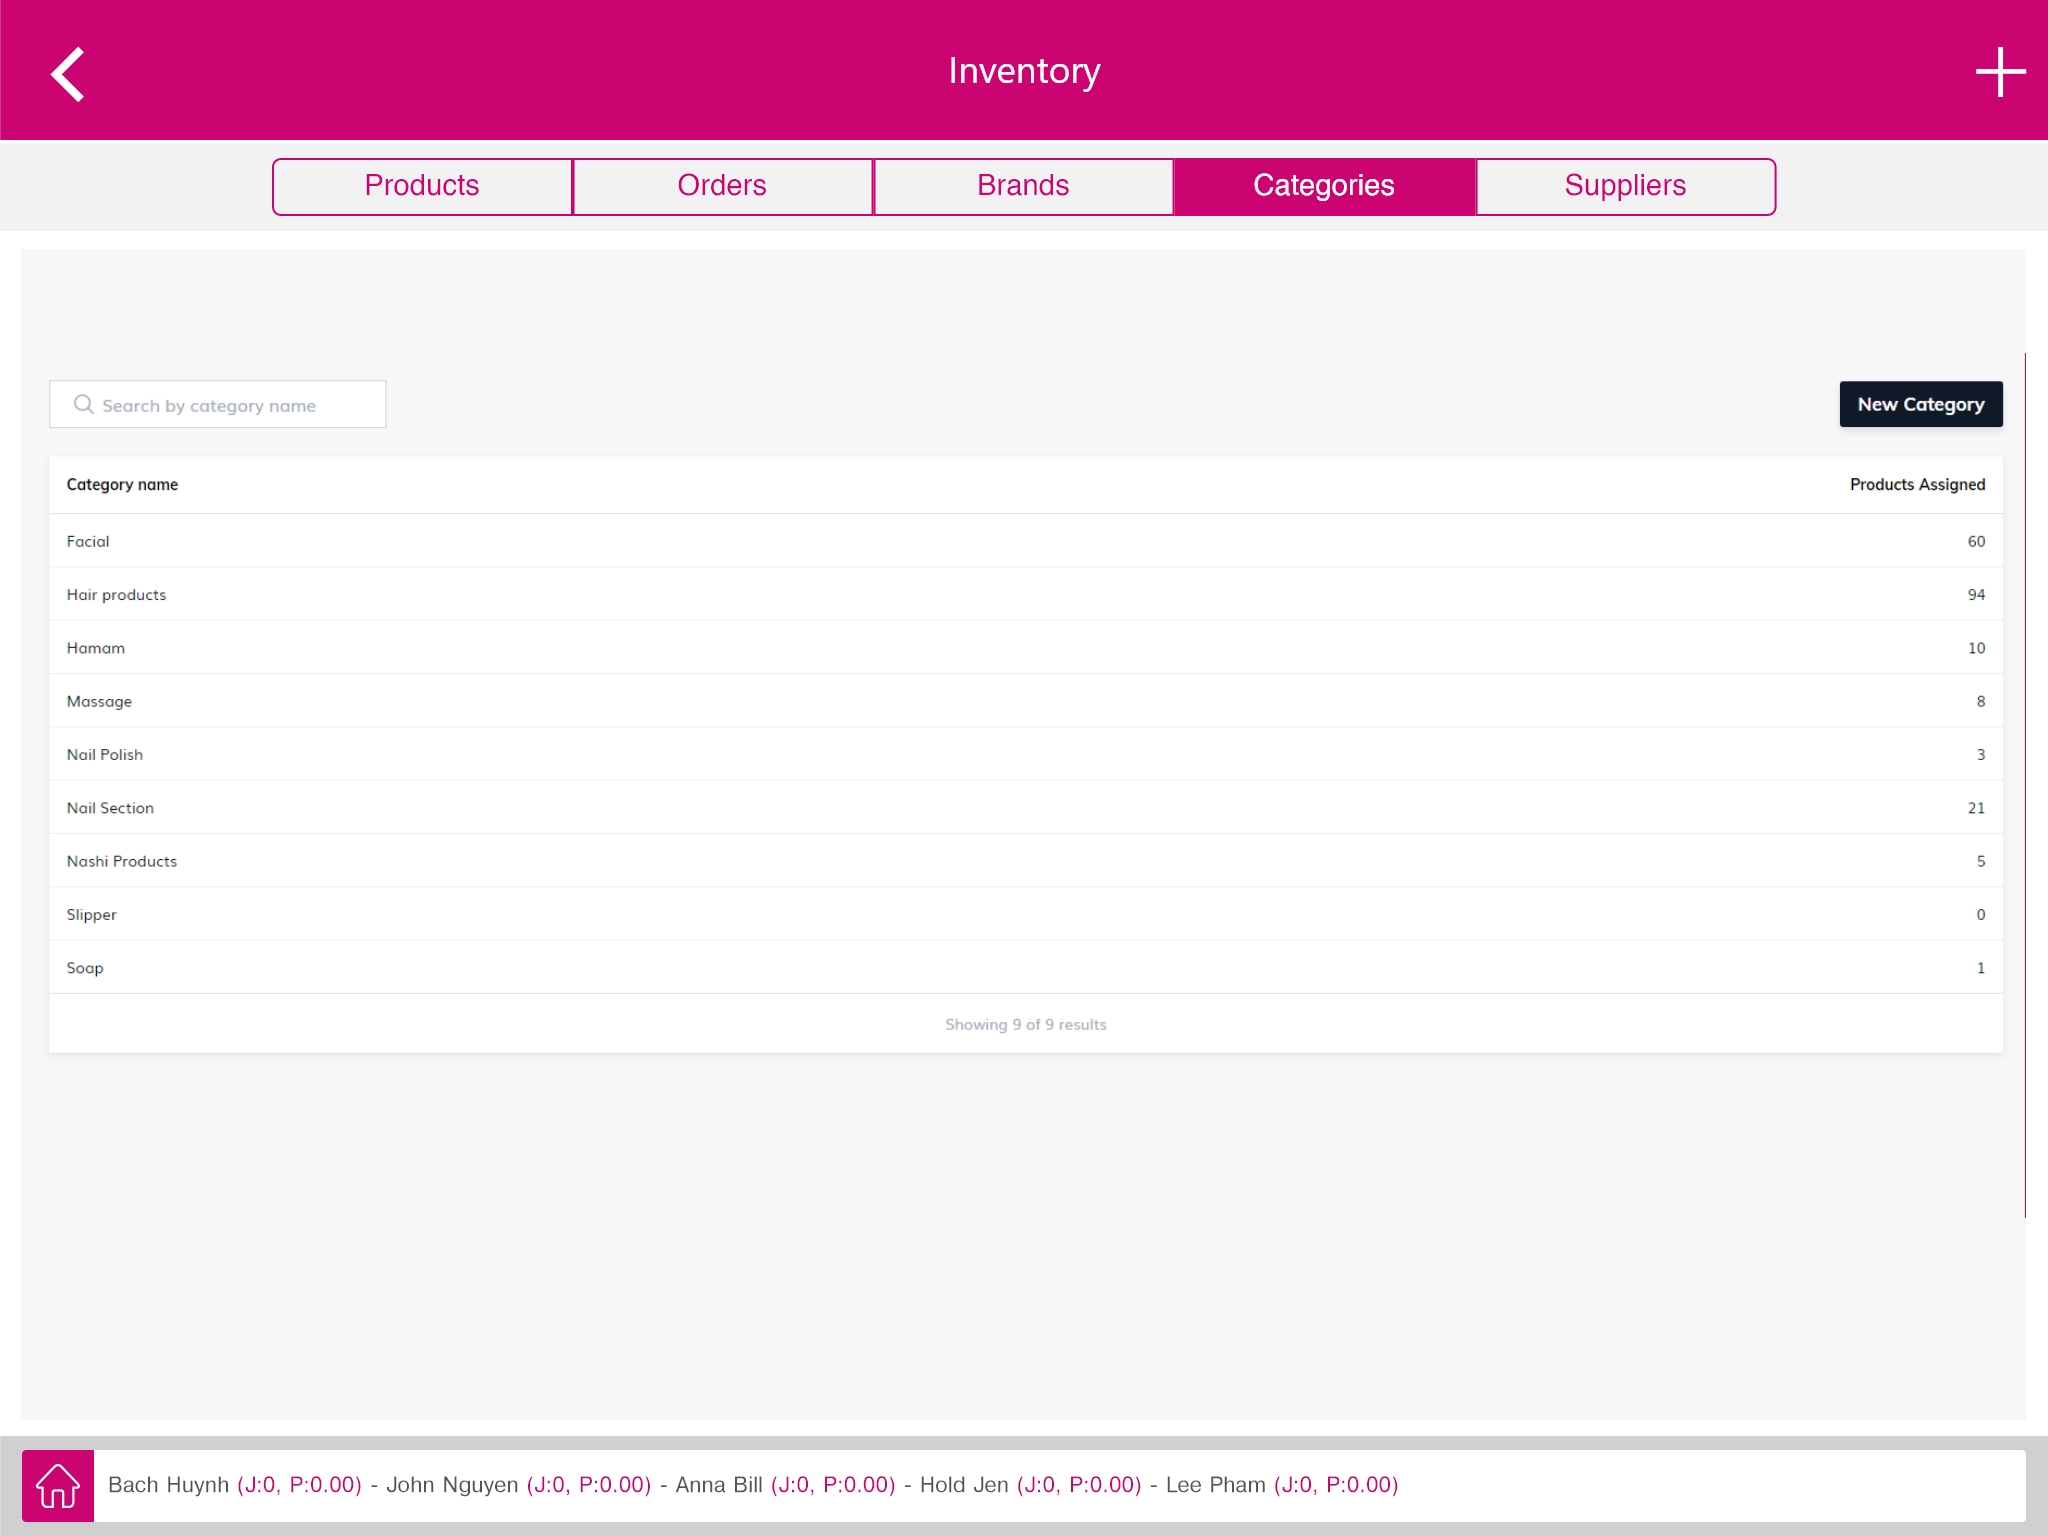 Inventory
Products Orders Brands Categories Suppliers
Search by category name New Category
Category name Products Assigned
Facial 60
Hair products 94
Hamam 10
Massage 8
Nail Polish 3
Nail Section 21
Nashi Products 5
Slipper 0
Soap 1
Showing 9 of 9 results
Bach Huynh (J:0, P:0.00) - John Nguyen (J:0, P:0.00) - Anna Bill (J:0, P:0.00) - Hold Jen (J:0, P:0.00) - Lee Pham (J:0, P:0.00)